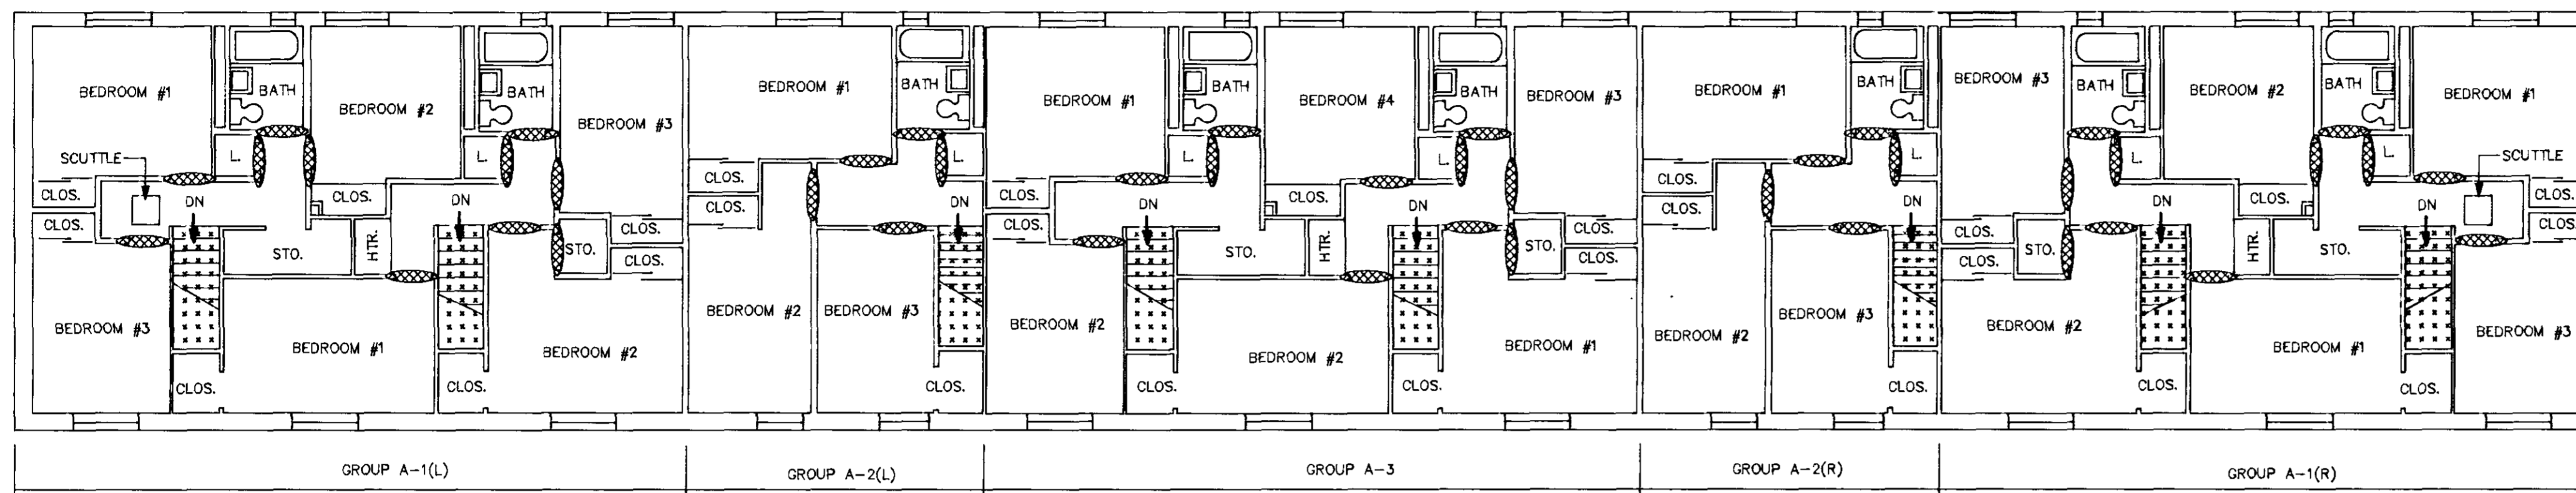 BEDROOM #1
BATH
BEDROOM #2
BATH
BEDROOM #3
BEDROOM #1
BATH
BEDROOM #1
BATH
BEDROOM #4
BATH
BEDROOM #3
BEDROOM #1
BATH
BEDROOM #3
BATH
BEDROOM #2
BATH
BEDROOM #1
SCUTTLE
L.
L.
L.
L.
L.
L.
L.
L.
SCUTTLE
CLOS.
DN
CLOS.
DN
CLOS.
DN
CLOS.
DN
CLOS.
DN
CLOS.
DN
DN
CLOS.
DN
CLOS.
CLOS.
STO.
HTR.
STO.
CLOS.
CLOS.
CLOS.
CLOS.
STO.
HTR.
STO.
CLOS.
CLOS.
CLOS.
CLOS.
STO.
CLOS.
HTR.
STO.
CLOS.
BEDROOM #3
BEDROOM #1
BEDROOM #2
BEDROOM #2
BEDROOM #3
BEDROOM #2
BEDROOM #2
BEDROOM #1
BEDROOM #2
BEDROOM #3
BEDROOM #2
BEDROOM #1
BEDROOM #3
CLOS.
CLOS.
CLOS.
CLOS.
CLOS.
CLOS.
CLOS.
CLOS.
GROUP A-1(L)
GROUP A-2(L)
GROUP A-3
GROUP A-2(R)
GROUP A-1(R)